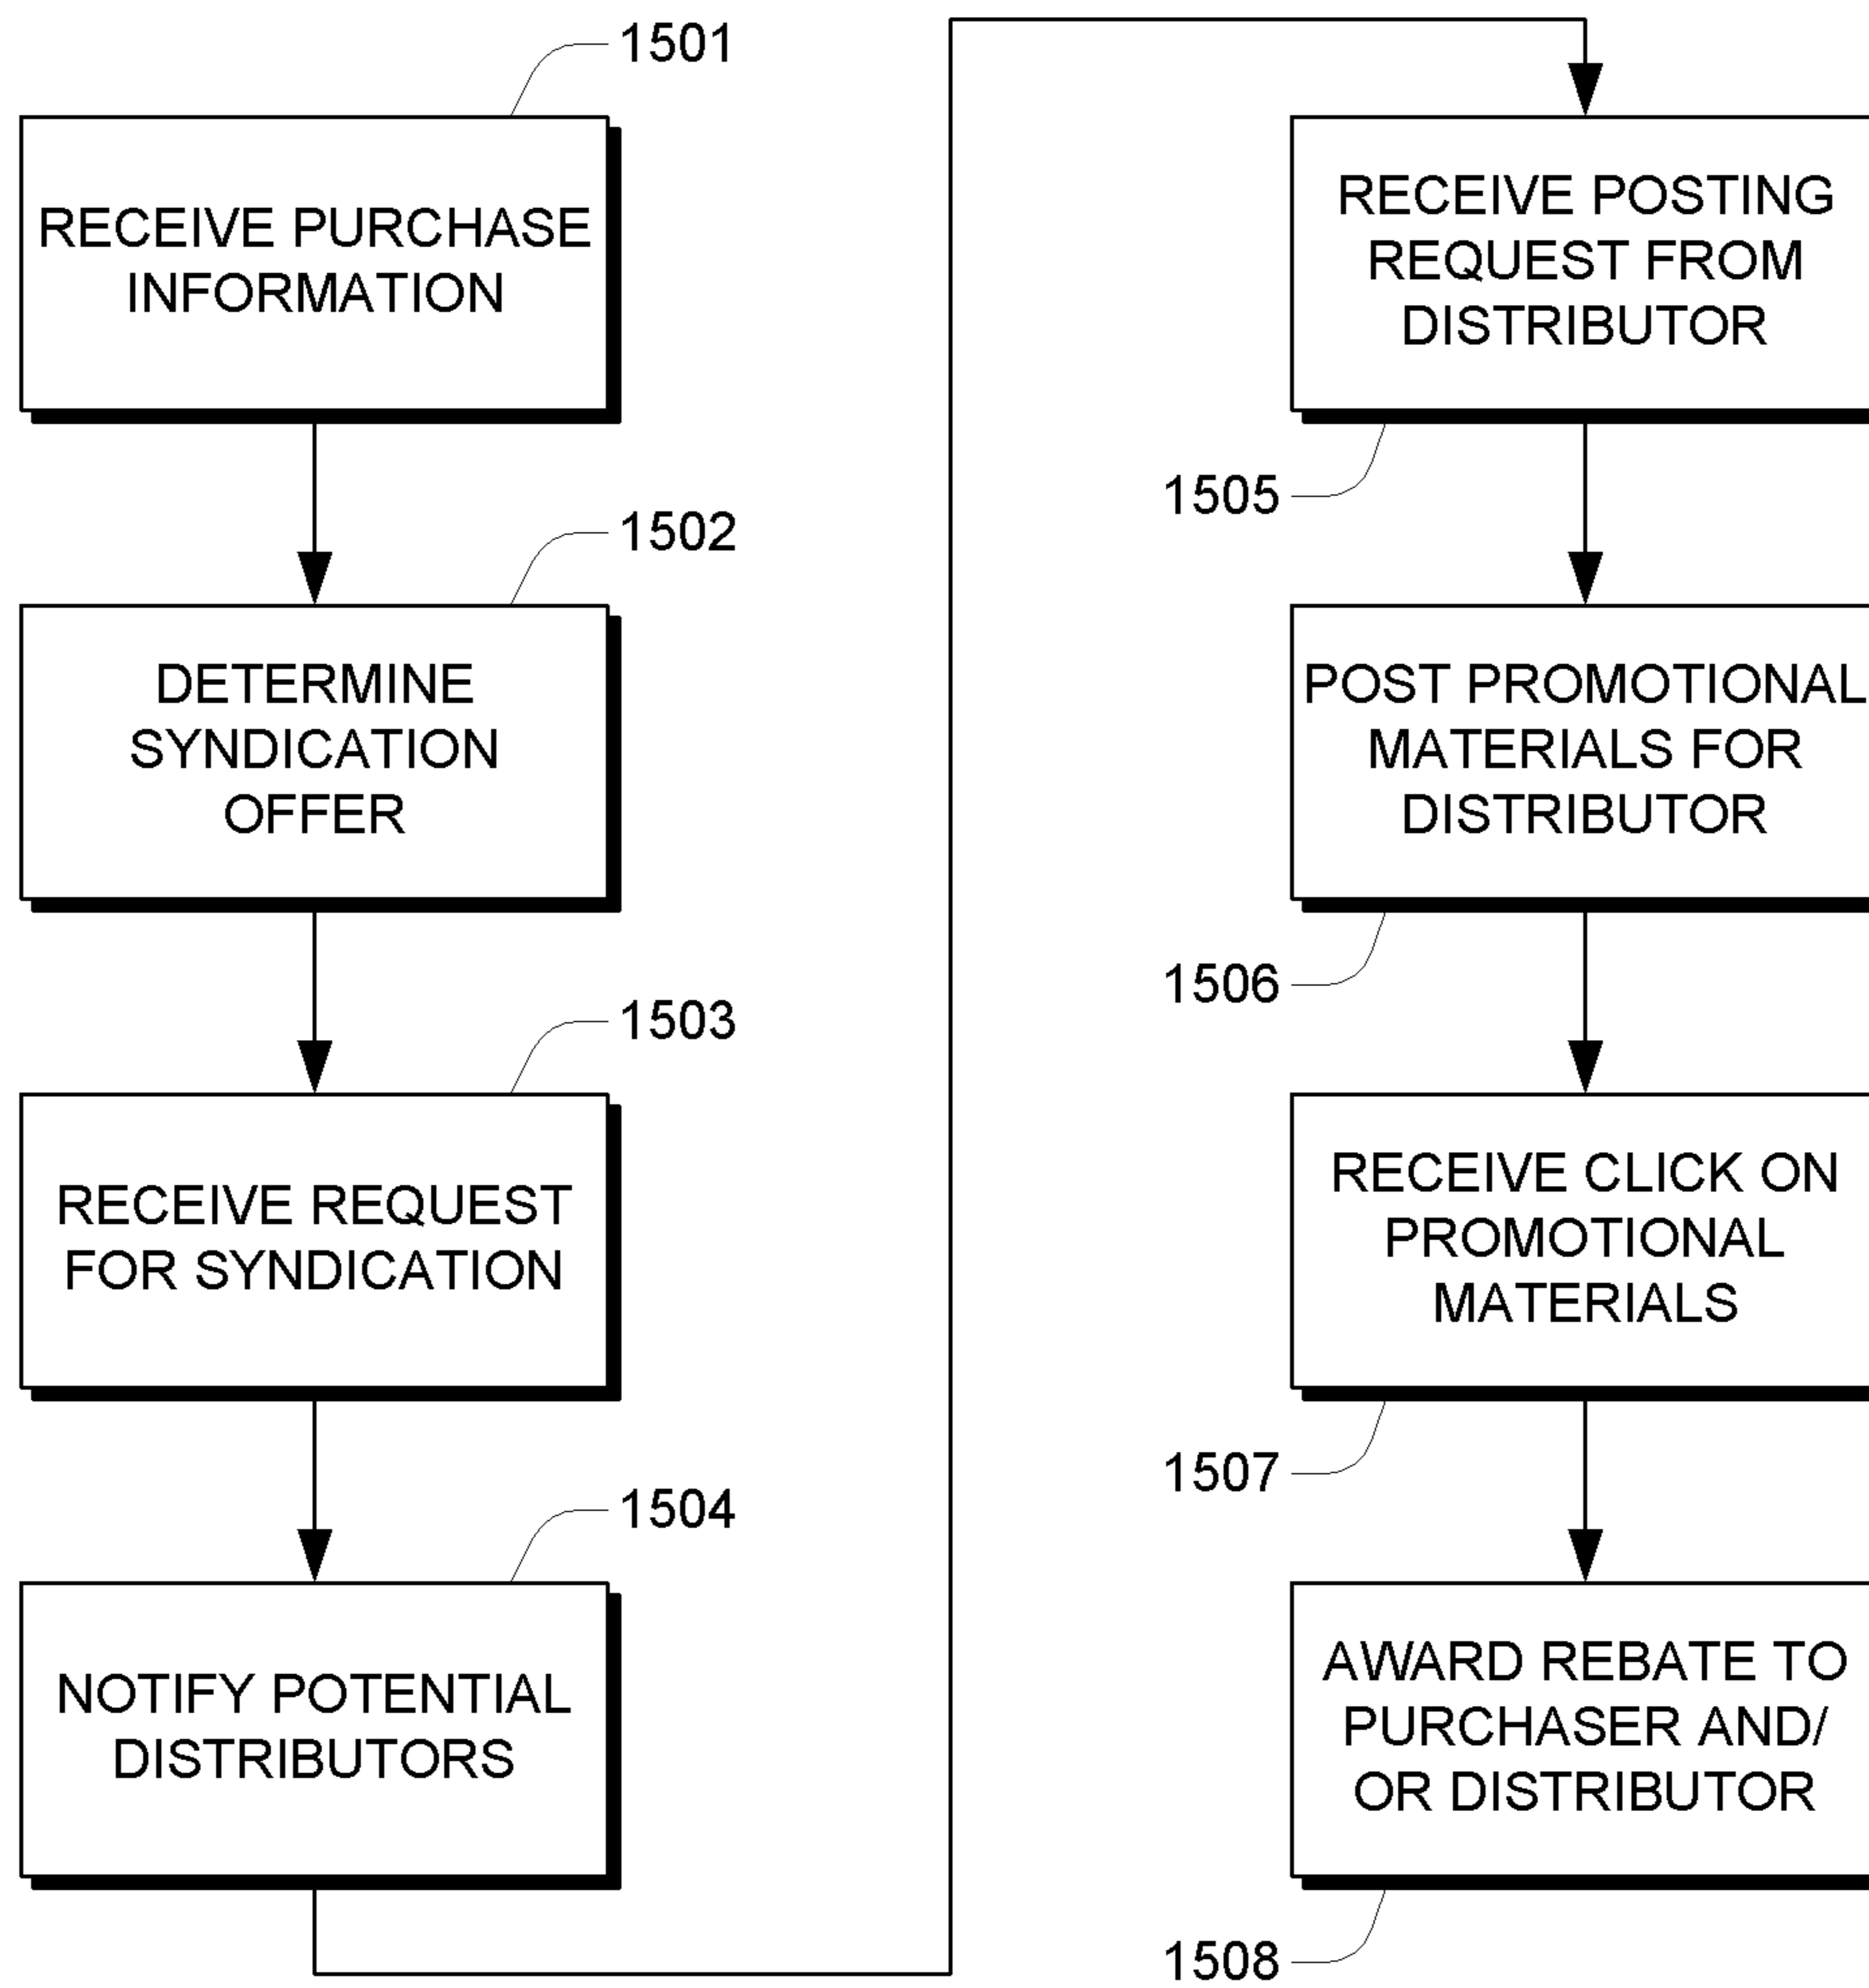 1501
RECEIVE PURCHASE
INFORMATION
1502
DETERMINE
SYNDICATION
OFFER
1503
RECEIVE REQUEST
FOR SYNDICATION
1504
NOTIFY POTENTIAL
DISTRIBUTORS
RECEIVE POSTING
REQUEST FROM
DISTRIBUTOR
1505
POST PROMOTIONAL
MATERIALS FOR
DISTRIBUTOR
1506
RECEIVE CLICK ON
PROMOTIONAL
MATERIALS
1507
AWARD REBATE TO
PURCHASER AND/
OR DISTRIBUTOR
1508